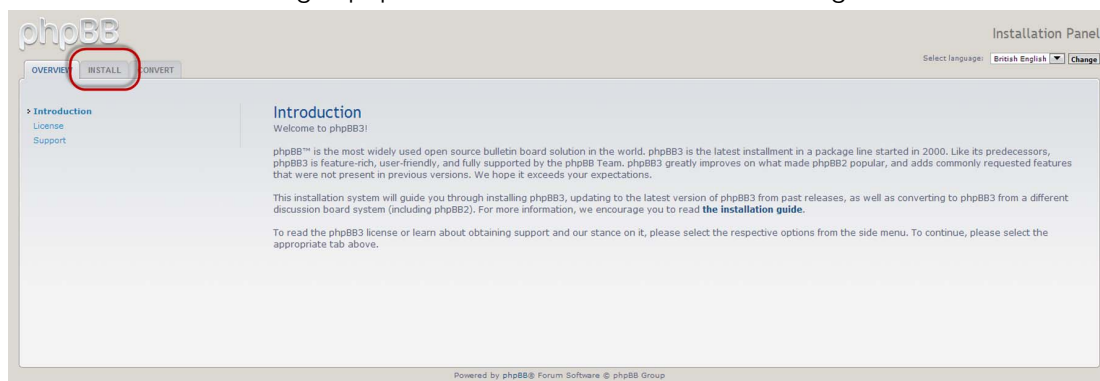 phpBB
Installation Panel
Select language: British English Change
OVERVIEW INSTALL CONVERT
Introduction
License
Support
Introduction
Welcome to phpBB3!
phpBB™ is the most widely used open source bulletin board solution in the world. phpBB3 is the latest installment in a package line started in 2000. Like its predecessors,
phpBB3 is feature-rich, user-friendly, and fully supported by the phpBB Team. phpBB3 greatly improves on what made phpBB2 popular, and adds commonly requested features
that were not present in previous versions. We hope it exceeds your expectations.
This installation system will guide you through installing phpBB3, updating to the latest version of phpBB3 from past releases, as well as converting to phpBB3 from a different
discussion board system (including phpBB2). For more information, we encourage you to read the installation guide.
To read the phpBB3 license or learn about obtaining support and our stance on it, please select the respective options from the side menu. To continue, please select the
appropriate tab above.
Powered by phpBB® Forum Software © phpBB Group